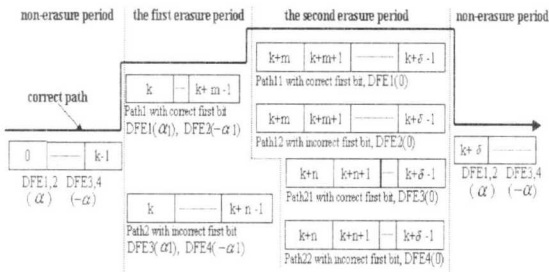 non-erasure period
the first erasure period
the second erasure period
non-erasure period
correct path
0 k-1
DFE1,2 DFE3,4
(α) (-α)
k k+m-1
Path1 with correct first bit
DFE1(α1), DFE2(-α1)
k k+n-1
Path2 with incorrect first bit
DFE3(α1), DFE4(-α1)
k+m k+m+1 k+δ-1
Path11 with correct first bit, DFE1(0)
k+m k+m+1 k+δ-1
Path12 with incorrect first bit, DFE2(0)
k+n k+n+1 k+δ-1
Path21 with correct first bit, DFE3(0)
k+n k+n+1 k+δ-1
Path22 with incorrect first bit, DFE4(0)
k+δ
DFE1,2 DFE3,4
(α) (-α)